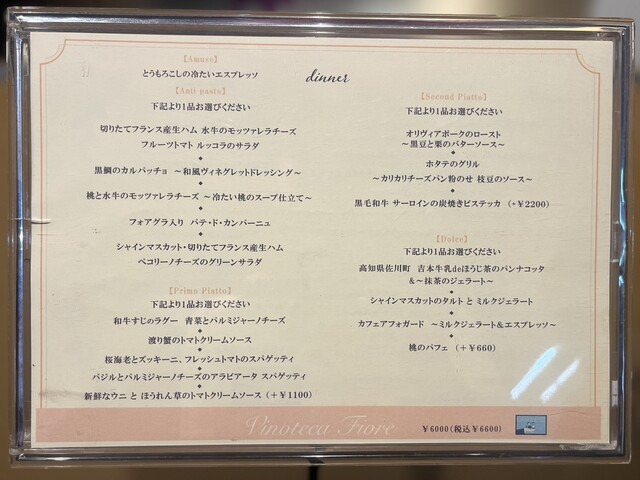 dinner
【Amuse】
とうもろこしの冷たいエスプレッソ
【Anti pasto】
下記より1品お選びください
切りたてフランス産生ハム 水牛のモッツァレラチーズ
フルーツトマト ルッコラのサラダ
黒鯛のカルパッチョ ～和風ヴィネグレットドレッシング～
桃と水牛のモッツァレラチーズ ～冷たい桃のスープ仕立て～
フォアグラ入り パテ・ド・カンパーニュ
シャインマスカット・切りたてフランス産生ハム
ペコリーノチーズのグリーンサラダ
【Primo Piatto】
下記より1品お選びください
和牛すじのラグー 青菜とパルミジャーノチーズ
渡り蟹のトマトクリームソース
桜海老とズッキーニ、フレッシュトマトのスパゲッティ
バジルとパルミジャーノチーズのアラビアータ スパゲッティ
新鮮なウニ と ほうれん草のトマトクリームソース (+¥1100)
【Second Piatto】
下記より1品お選びください
オリヴィアポークのロースト
～黒豆と栗のバターソース～
ホタテのグリル
～カリカリチーズパン粉のせ 枝豆のソース～
黒毛和牛 サーロインの炭焼きビステッカ (+¥2200)
【Dolce】
下記より1品お選びください
高知県佐川町 吉本牛乳deほうじ茶のパンナコッタ
&～抹茶のジェラート～
シャインマスカットのタルト と ミルクジェラート
カフェアフォガード ～ミルクジェラート&エスプレッソ～
桃のパフェ (+¥660)
Vinoteca Fiore
¥6000(税込¥6600)